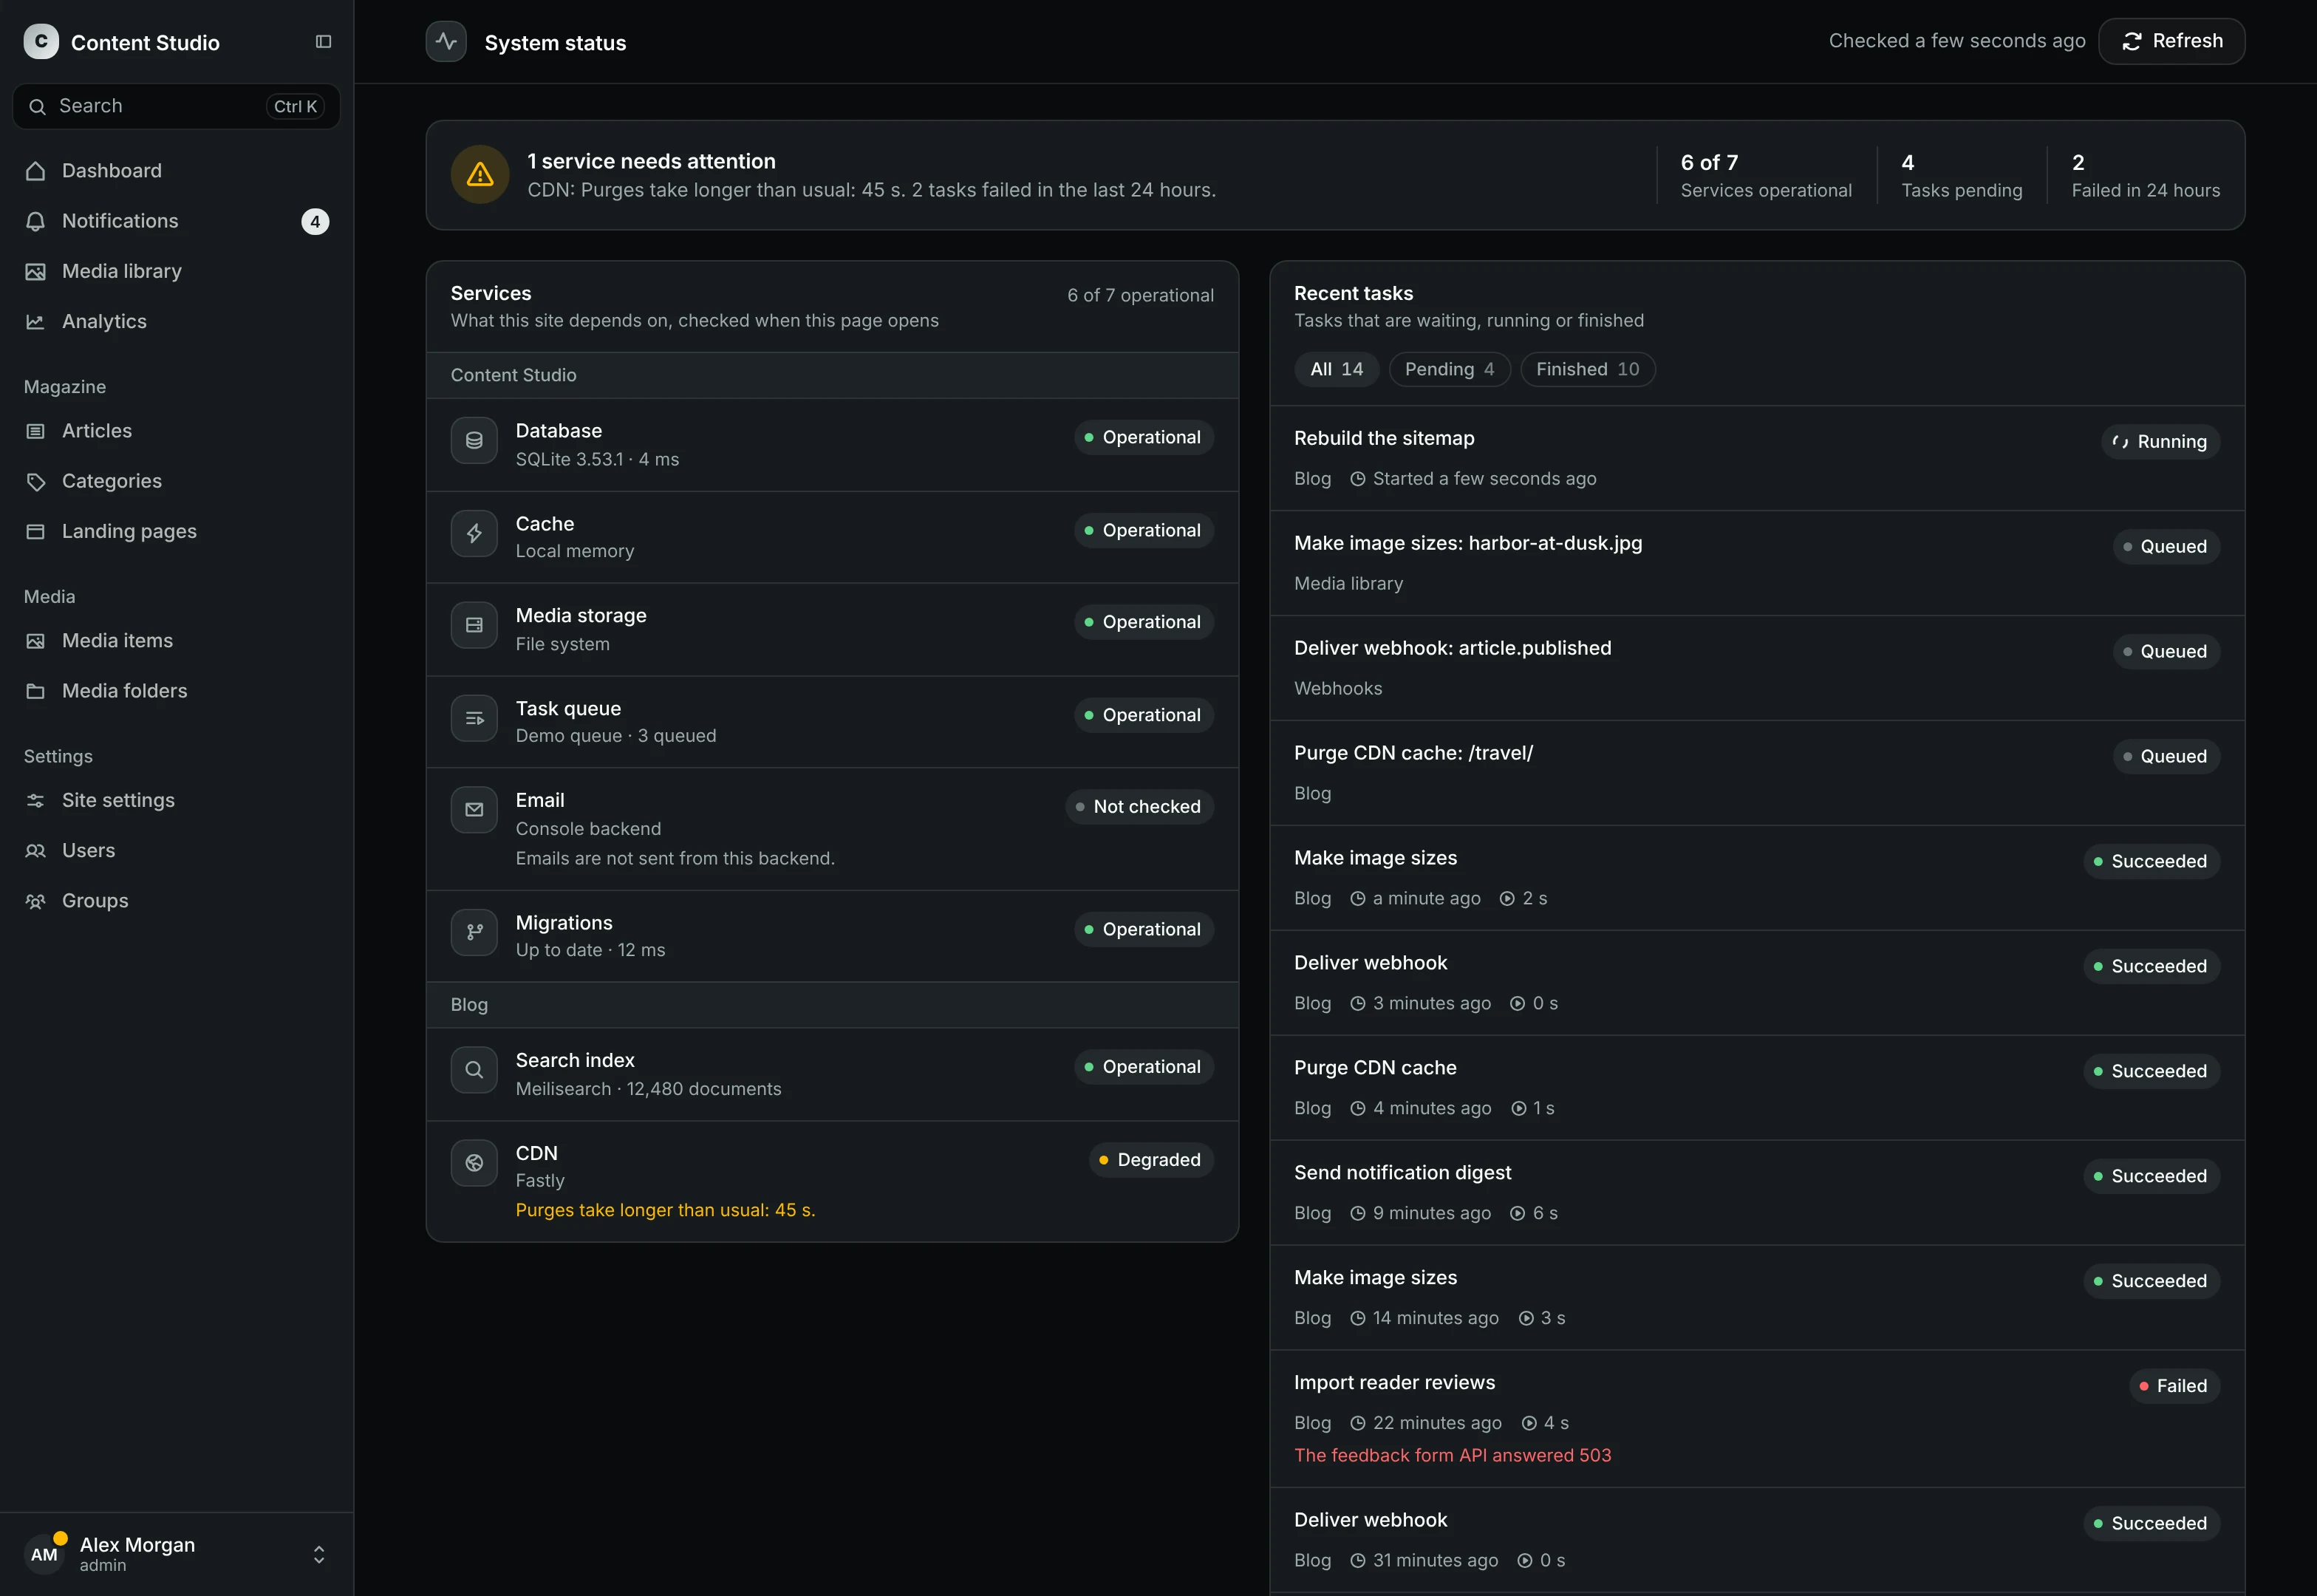 C Content Studio
Search Ctrl K
Dashboard
Notifications 4
Media library
Analytics
Magazine
Articles
Categories
Landing pages
Media
Media items
Media folders
Settings
Site settings
Users
Groups
AM Alex Morgan
admin
System status
Checked a few seconds ago Refresh
1 service needs attention
CDN: Purges take longer than usual: 45 s. 2 tasks failed in the last 24 hours.
6 of 7
Services operational
4
Tasks pending
2
Failed in 24 hours
Services
What this site depends on, checked when this page opens
6 of 7 operational
Content Studio
Database
SQLite 3.53.1 · 4 ms
Operational
Cache
Local memory
Operational
Media storage
File system
Operational
Task queue
Demo queue · 3 queued
Operational
Email
Console backend
Emails are not sent from this backend.
Not checked
Migrations
Up to date · 12 ms
Operational
Blog
Search index
Meilisearch · 12,480 documents
Operational
CDN
Fastly
Purges take longer than usual: 45 s.
Degraded
Recent tasks
Tasks that are waiting, running or finished
All 14 Pending 4 Finished 10
Rebuild the sitemap
Blog Started a few seconds ago
Running
Make image sizes: harbor-at-dusk.jpg
Media library
Queued
Deliver webhook: article.published
Webhooks
Queued
Purge CDN cache: /travel/
Blog
Queued
Make image sizes
Blog a minute ago 2 s
Succeeded
Deliver webhook
Blog 3 minutes ago 0 s
Succeeded
Purge CDN cache
Blog 4 minutes ago 1 s
Succeeded
Send notification digest
Blog 9 minutes ago 6 s
Succeeded
Make image sizes
Blog 14 minutes ago 3 s
Succeeded
Import reader reviews
Blog 22 minutes ago 4 s
The feedback form API answered 503
Failed
Deliver webhook
Blog 31 minutes ago 0 s
Succeeded